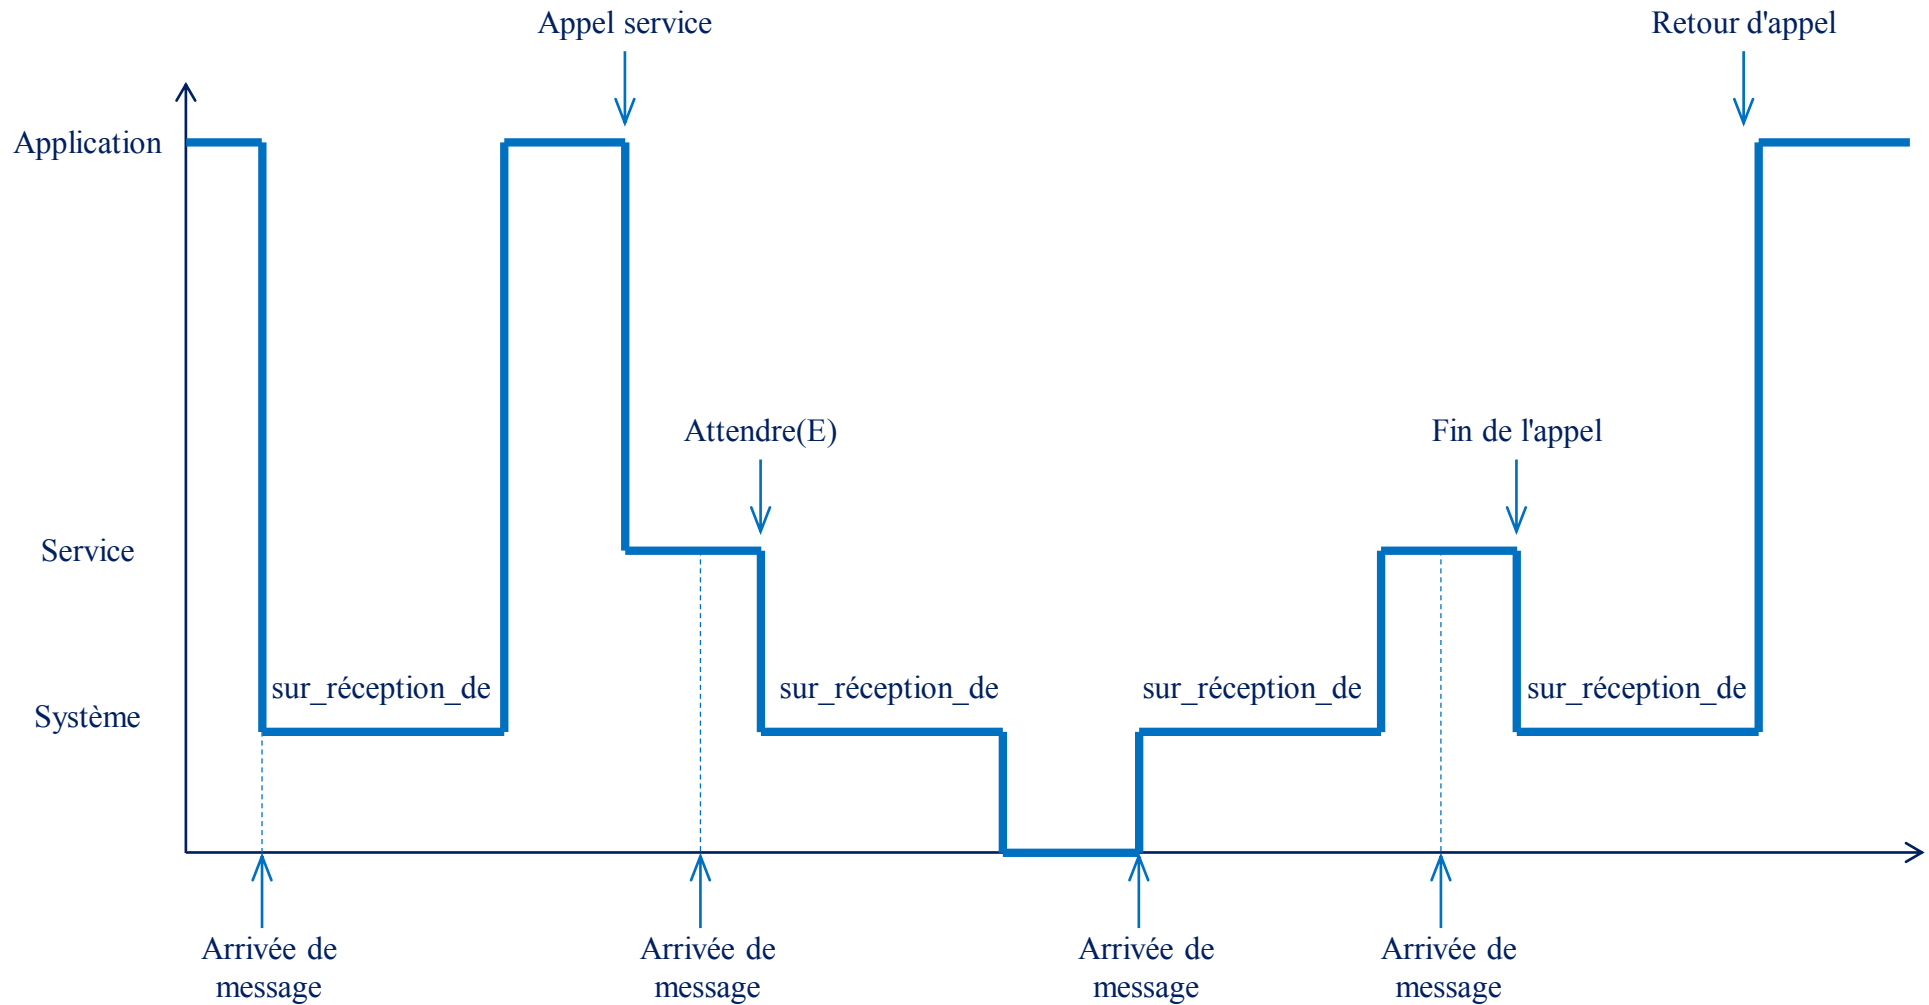 Appel service
Retour d'appel
Application
Attendre(E)
Fin de l'appel
Service
sur_réception_de
sur_réception_de
sur_réception_de
sur_réception_de
Système
Arrivée de
message
Arrivée de
message
Arrivée de
message
Arrivée de
message